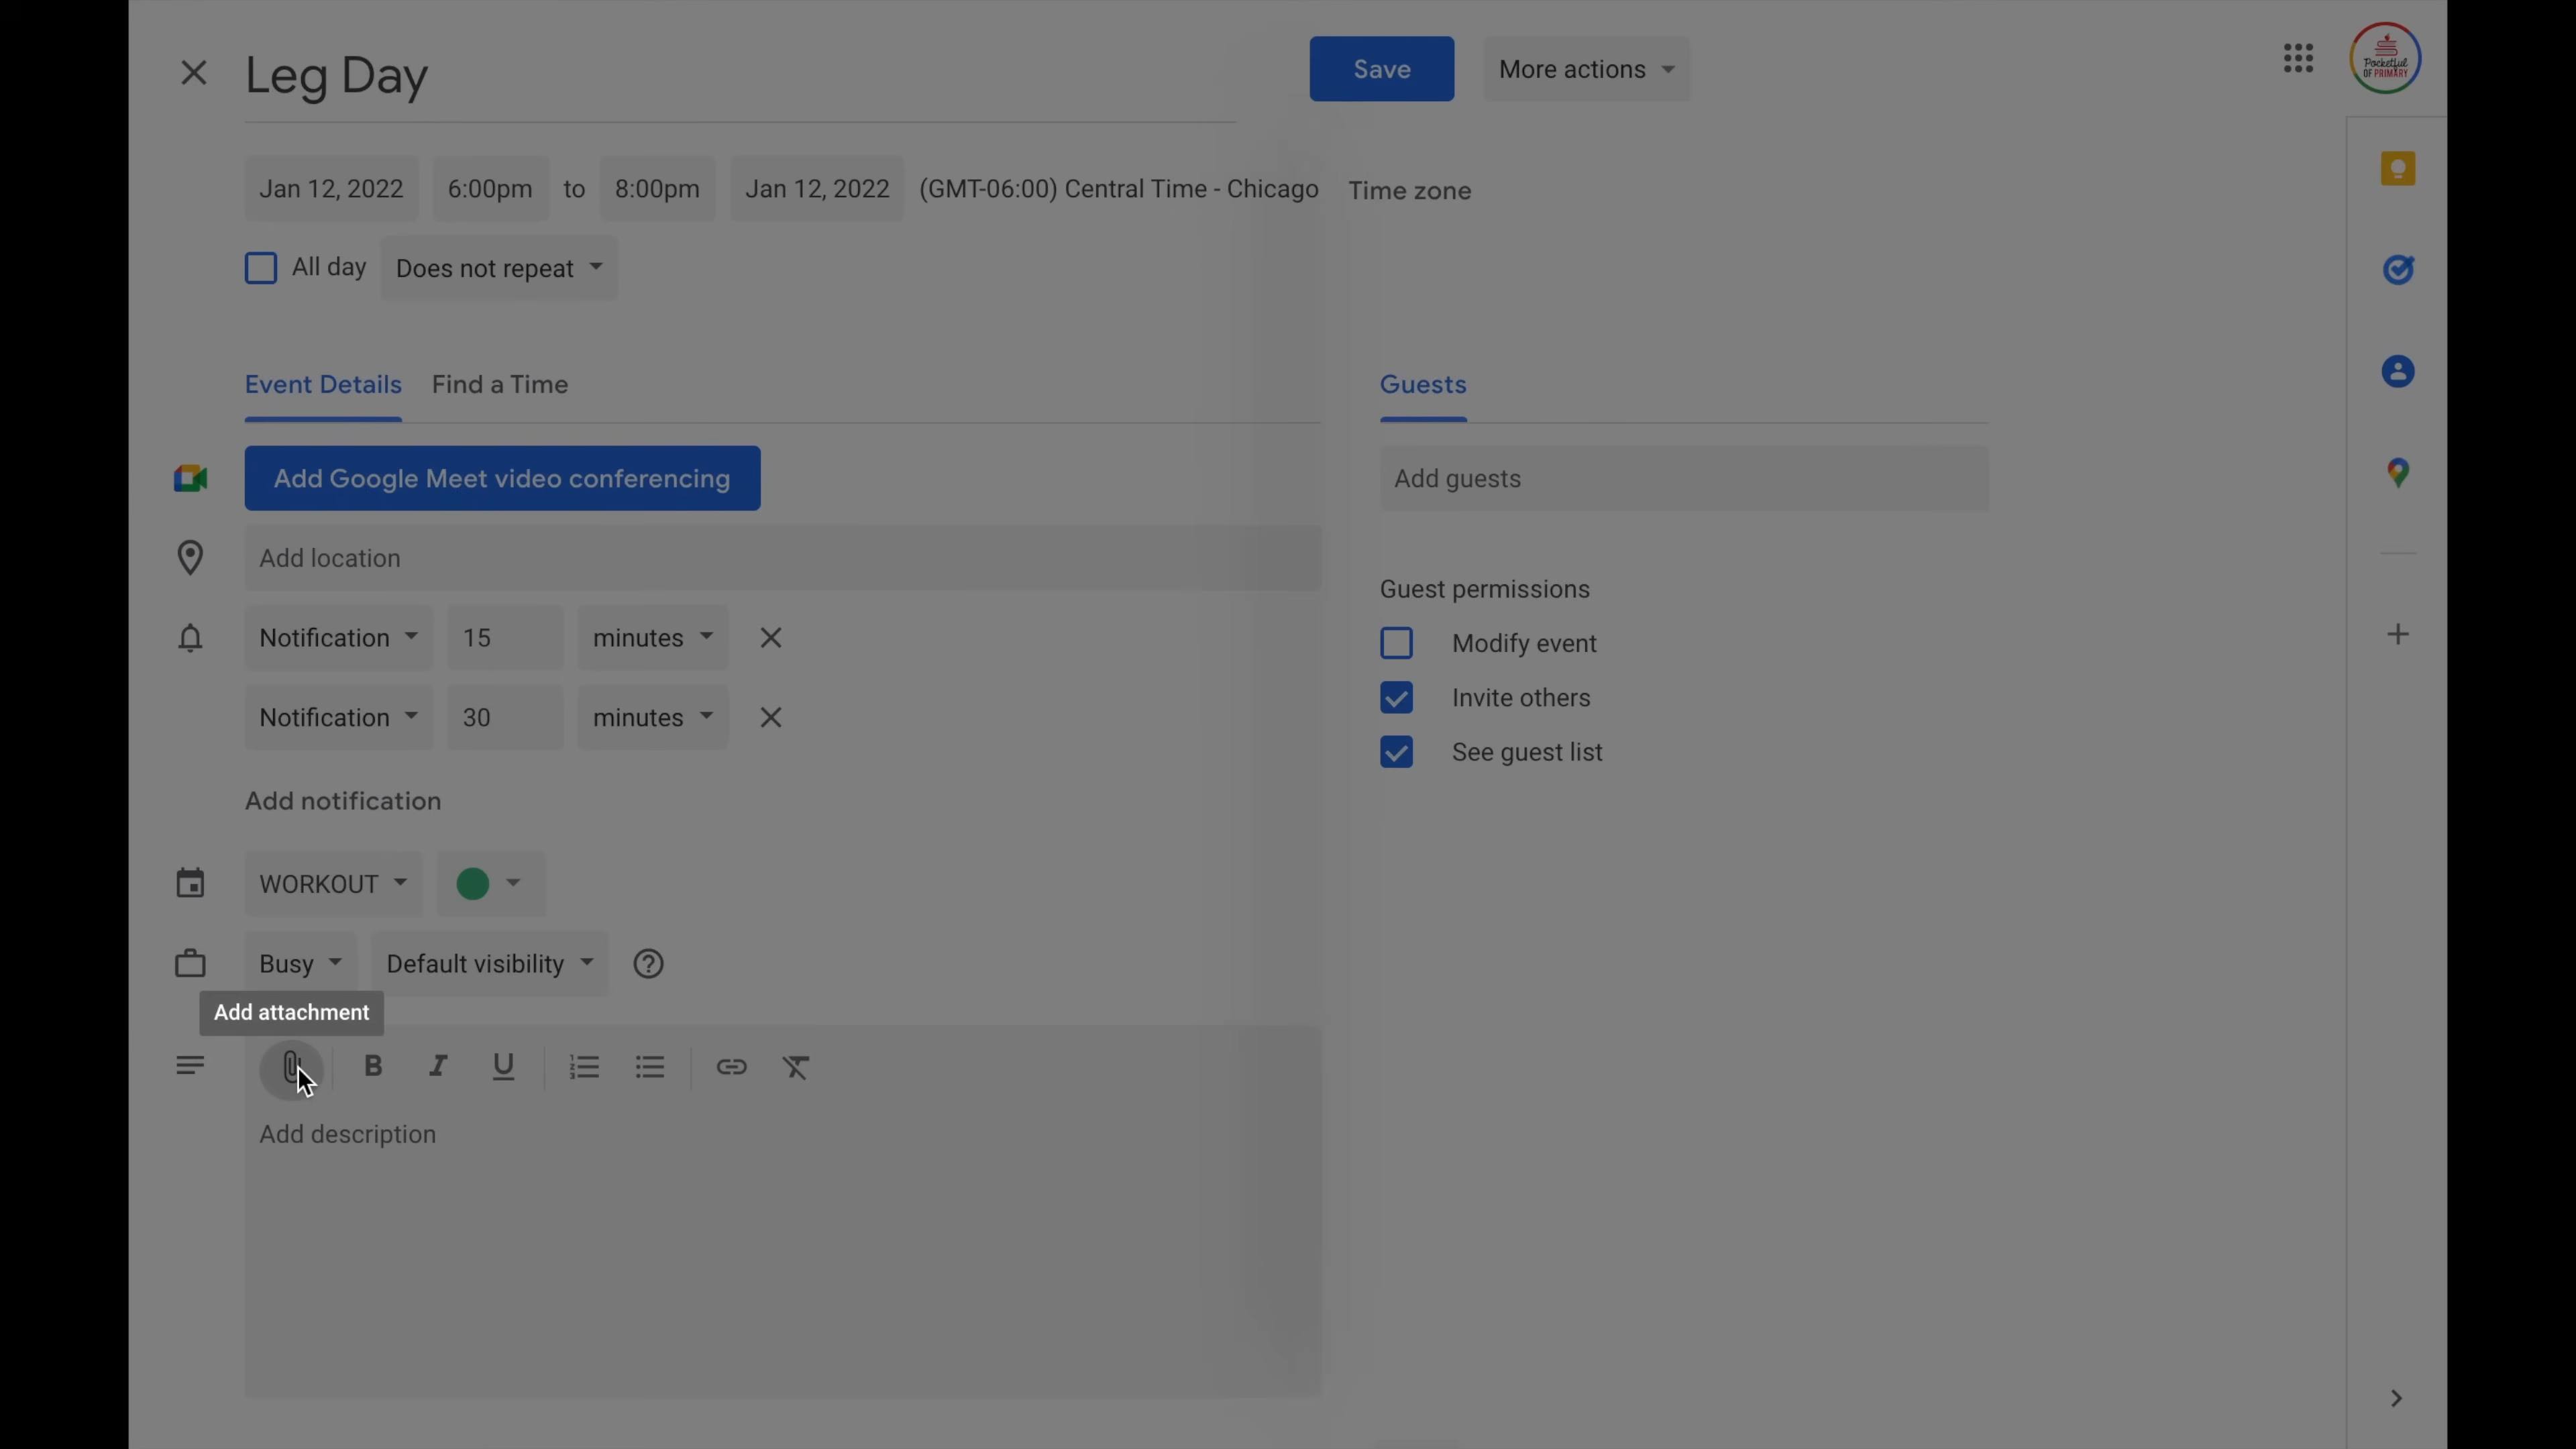 Leg Day
Save
More actions
Pocketful
OF PRIMARY
Jan 12, 2022 6:00pm to 8:00pm Jan 12, 2022 (GMT-06:00) Central Time - Chicago Time zone
All day Does not repeat
Event Details Find a Time
Guests
Add Google Meet video conferencing
Add guests
Add location
Guest permissions
Notification 15 minutes
Modify event
Invite others
Notification 30 minutes
See guest list
Add notification
WORKOUT
Busy Default visibility
Add attachment
B I U
Add description